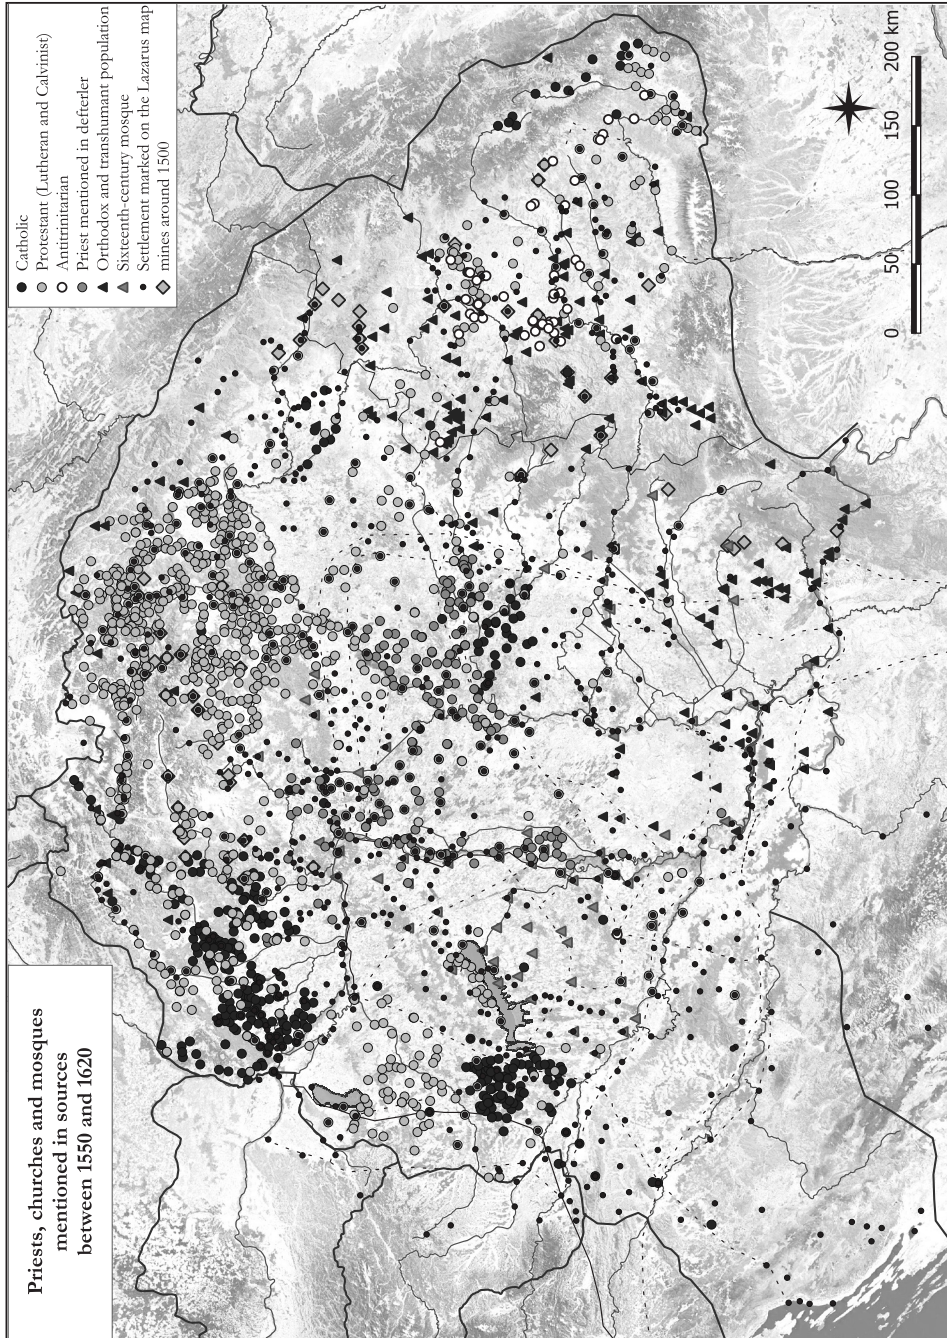 Priests, churches and mosques
mentioned in sources
between 1550 and 1620
Catholic
Protestant (Lutheran and Calvinist)
Antitrinitarian
Priest mentioned in defterler
Orthodox and transhumant population
Sixteenth-century mosque
Settlement marked on the Lazarus map
mines around 1500
0 50 100 150 200 km